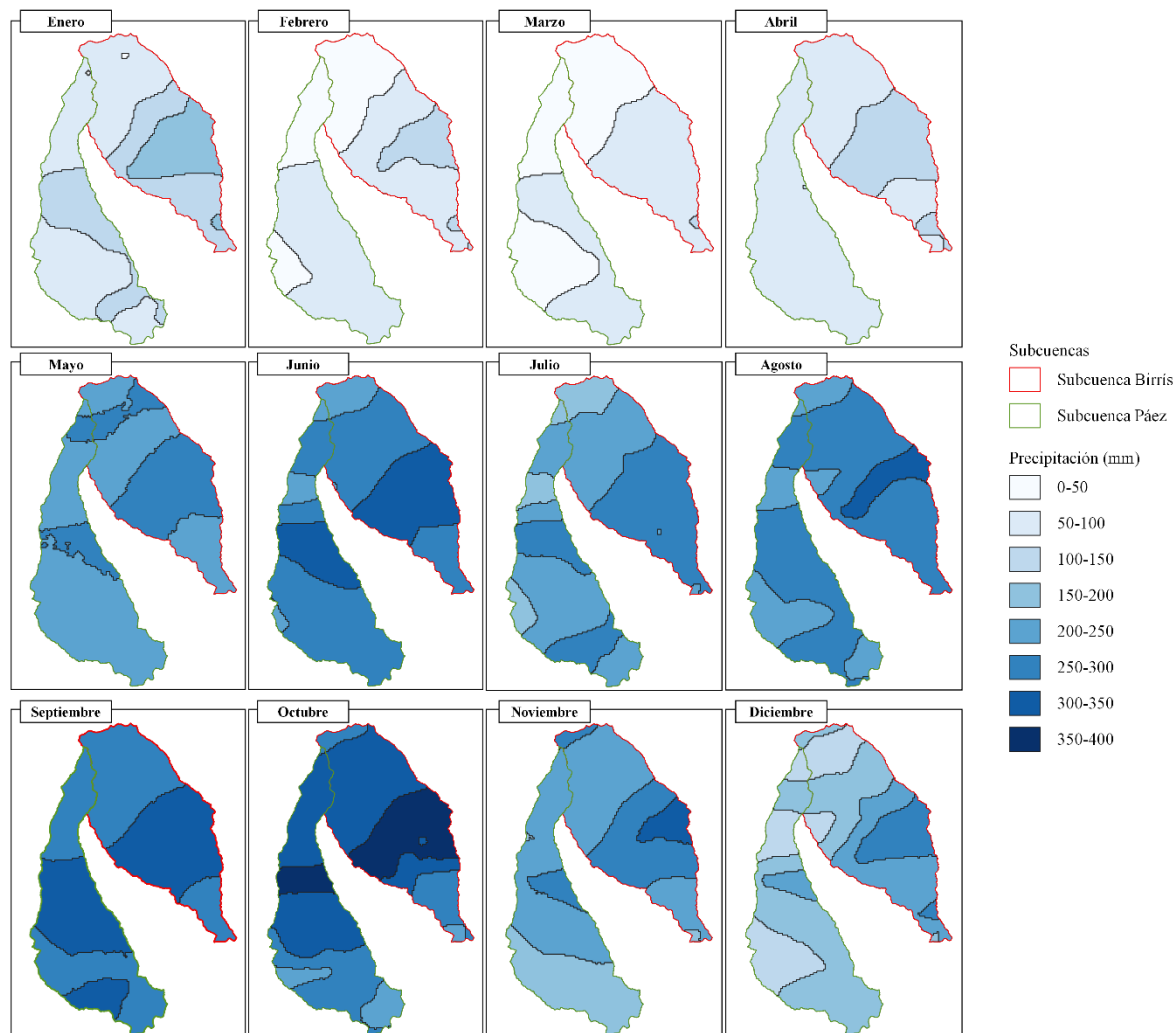 Enero
Febrero
Marzo
Abril
Mayo
Junio
Julio
Agosto
Septiembre
Octubre
Noviembre
Diciembre
Subcuencas
Subcuenca Birrís
Subcuenca Páez
Precipitación (mm)
0-50
50-100
100-150
150-200
200-250
250-300
300-350
350-400